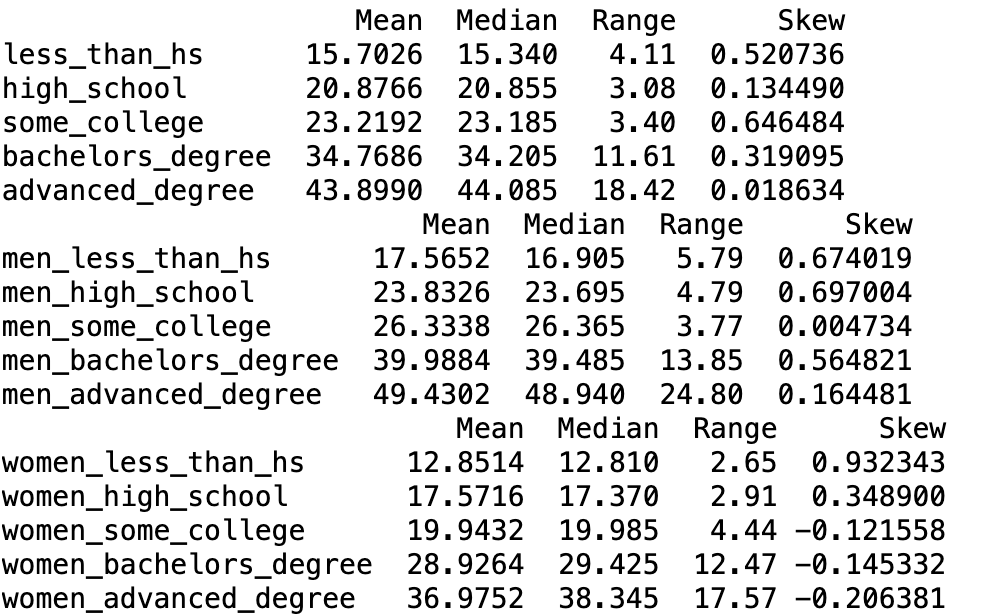 Mean Median Range Skew
less_than_hs 15.7026 15.340 4.11 0.520736
high_school 20.8766 20.855 3.08 0.134490
some_college 23.2192 23.185 3.40 0.646484
bachelors_degree 34.7686 34.205 11.61 0.319095
advanced_degree 43.8990 44.085 18.42 0.018634
Mean Median Range Skew
men_less_than_hs 17.5652 16.905 5.79 0.674019
men_high_school 23.8326 23.695 4.79 0.697004
men_some_college 26.3338 26.365 3.77 0.004734
men_bachelors_degree 39.9884 39.485 13.85 0.564821
men_advanced_degree 49.4302 48.940 24.80 0.164481
Mean Median Range Skew
women_less_than_hs 12.8514 12.810 2.65 0.932343
women_high_school 17.5716 17.370 2.91 0.348900
women_some_college 19.9432 19.985 4.44 -0.121558
women_bachelors_degree 28.9264 29.425 12.47 -0.145332
women_advanced_degree 36.9752 38.345 17.57 -0.206381